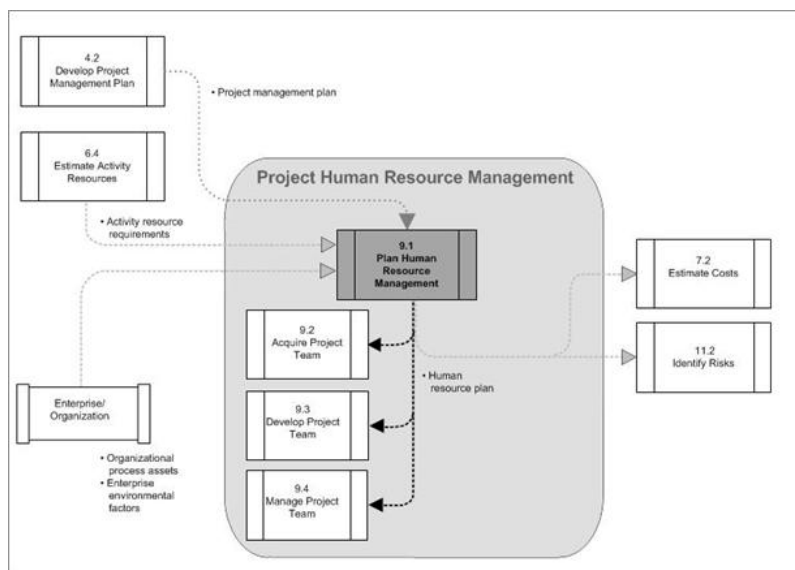 4.2
Develop Project
Management Plan
• Project management plan
6.4
Estimate Activity
Resources
• Activity resource
requirements
Project Human Resource Management
9.1
Plan Human
Resource
Management
7.2
Estimate Costs
9.2
Acquire Project
Team
11.2
Identify Risks
• Human
resource plan
Enterprise/
Organization
9.3
Develop Project
Team
• Organizational
process assets
• Enterprise
environmental
factors
9.4
Manage Project
Team